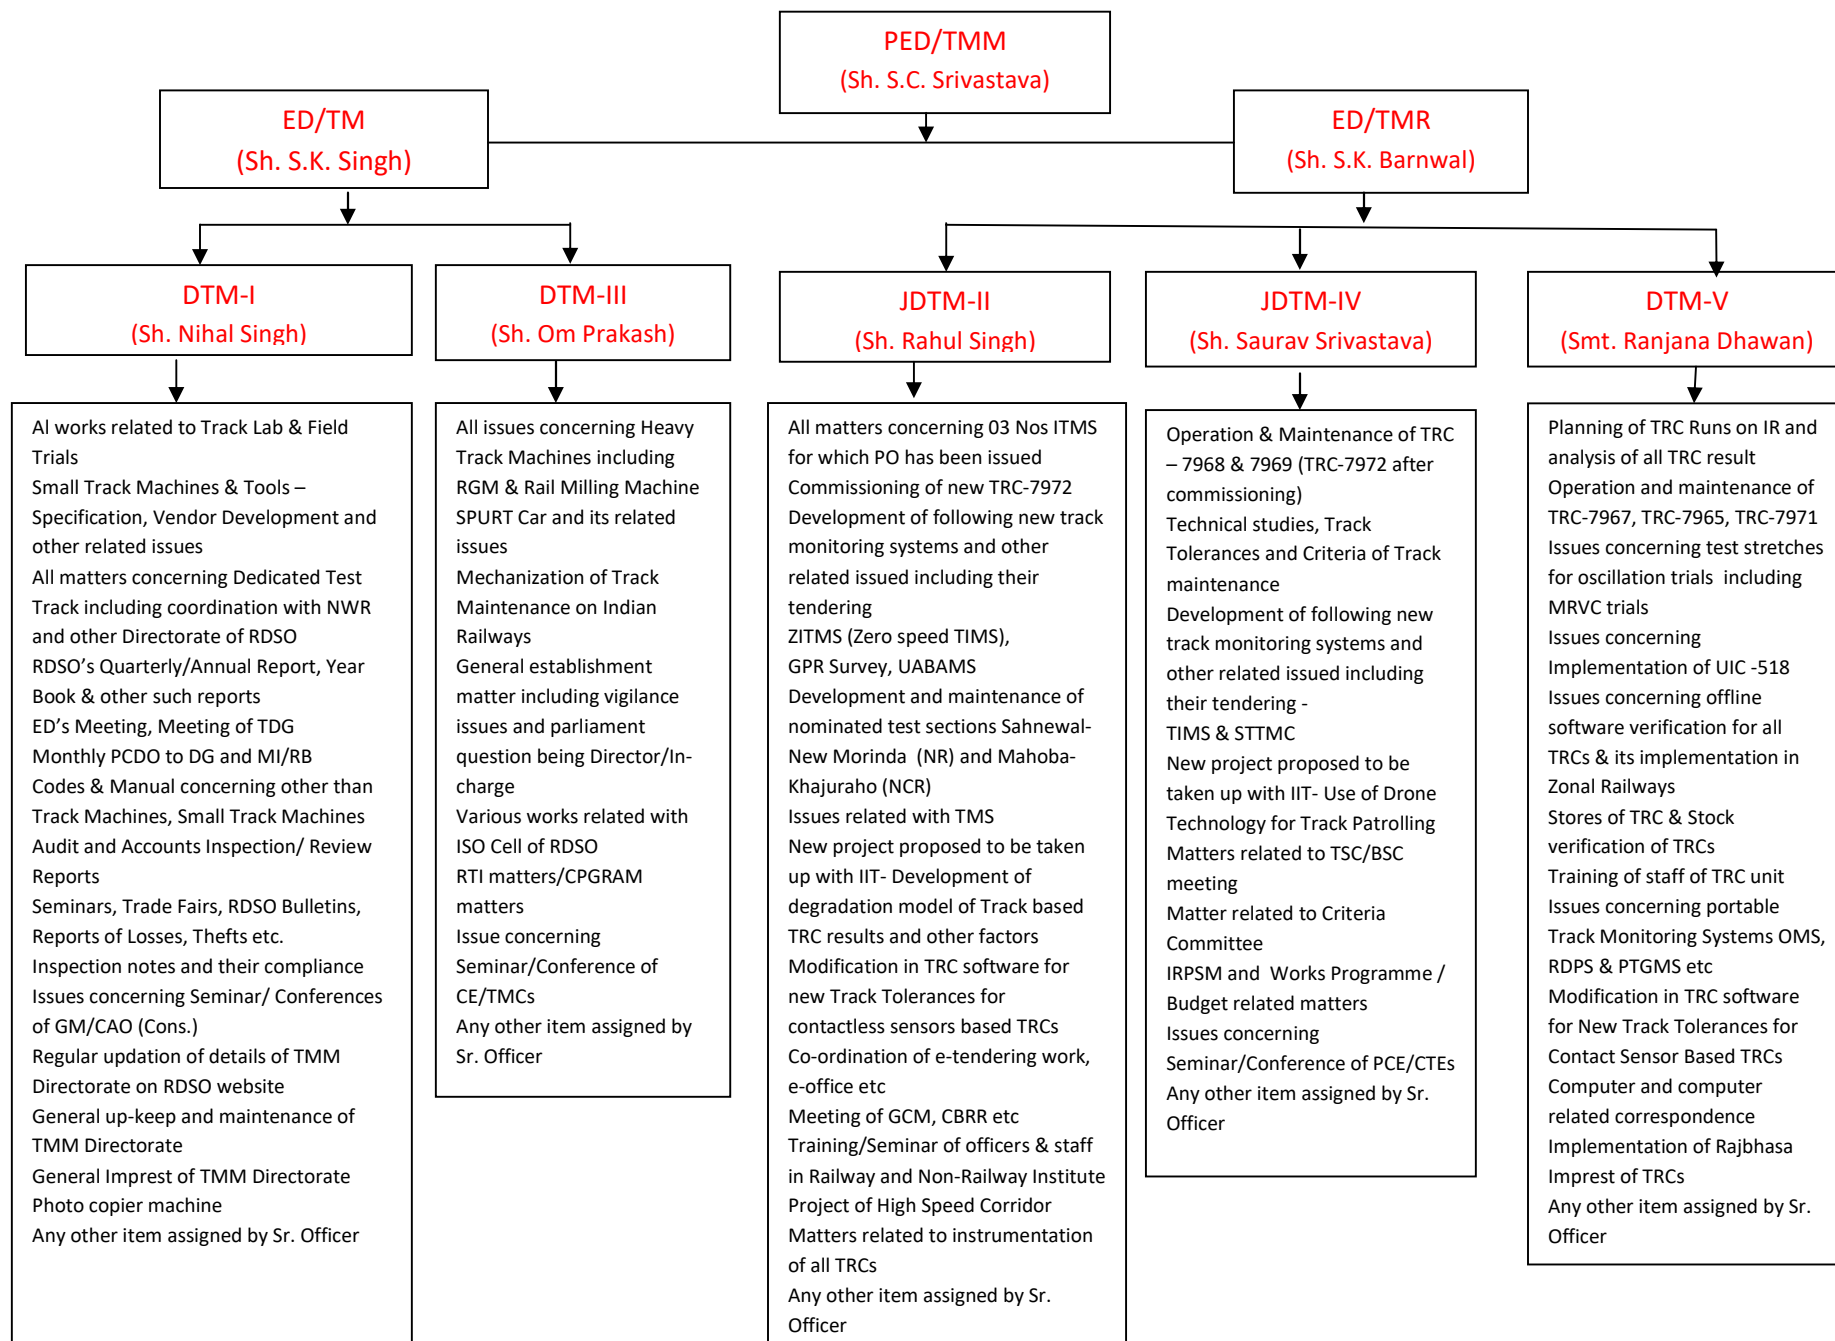 PED/TMM
(Sh. S.C. Srivastava)
ED/TM
(Sh. S.K. Singh)
ED/TMR
(Sh. S.K. Barnwal)
DTM-I
(Sh. Nihal Singh)
DTM-III
(Sh. Om Prakash)
JDTM-II
(Sh. Rahul Singh)
JDTM-IV
(Sh. Saurav Srivastava)
DTM-V
(Smt. Ranjana Dhawan)
Al works related to Track Lab & Field
Trials
Small Track Machines & Tools –
Specification, Vendor Development and
other related issues
All matters concerning Dedicated Test
Track including coordination with NWR
and other Directorate of RDSO
RDSO’s Quarterly/Annual Report, Year
Book & other such reports
ED’s Meeting, Meeting of TDG
Monthly PCDO to DG and MI/RB
Codes & Manual concerning other than
Track Machines, Small Track Machines
Audit and Accounts Inspection/ Review
Reports
Seminars, Trade Fairs, RDSO Bulletins,
Reports of Losses, Thefts etc.
Inspection notes and their compliance
Issues concerning Seminar/ Conferences
of GM/CAO (Cons.)
Regular updation of details of TMM
Directorate on RDSO website
General up-keep and maintenance of
TMM Directorate
General Imprest of TMM Directorate
Photo copier machine
Any other item assigned by Sr. Officer
All issues concerning Heavy
Track Machines including
RGM & Rail Milling Machine
SPURT Car and its related
issues
Mechanization of Track
Maintenance on Indian
Railways
General establishment
matter including vigilance
issues and parliament
question being Director/In-
charge
Various works related with
ISO Cell of RDSO
RTI matters/CPGRAM
matters
Issue concerning
Seminar/Conference of
CE/TMCs
Any other item assigned by
Sr. Officer
All matters concerning 03 Nos ITMS
for which PO has been issued
Commissioning of new TRC-7972
Development of following new track
monitoring systems and other
related issued including their
tendering
ZITMS (Zero speed TIMS),
GPR Survey, UABAMS
Development and maintenance of
nominated test sections Sahnewal-
New Morinda (NR) and Mahoba-
Khajuraho (NCR)
Issues related with TMS
New project proposed to be taken
up with IIT- Development of
degradation model of Track based
TRC results and other factors
Modification in TRC software for
new Track Tolerances for
contactless sensors based TRCs
Co-ordination of e-tendering work,
e-office etc
Meeting of GCM, CBRR etc
Training/Seminar of officers & staff
in Railway and Non-Railway Institute
Project of High Speed Corridor
Matters related to instrumentation
of all TRCs
Any other item assigned by Sr.
Officer
Operation & Maintenance of TRC
– 7968 & 7969 (TRC-7972 after
commissioning)
Technical studies, Track
Tolerances and Criteria of Track
maintenance
Development of following new
track monitoring systems and
other related issued including
their tendering -
TIMS & STTMC
New project proposed to be
taken up with IIT- Use of Drone
Technology for Track Patrolling
Matters related to TSC/BSC
meeting
Matter related to Criteria
Committee
IRPSM and Works Programme /
Budget related matters
Issues concerning
Seminar/Conference of PCE/CTEs
Any other item assigned by Sr.
Officer
Planning of TRC Runs on IR and
analysis of all TRC result
Operation and maintenance of
TRC-7967, TRC-7965, TRC-7971
Issues concerning test stretches
for oscillation trials including
MRVC trials
Issues concerning
Implementation of UIC -518
Issues concerning offline
software verification for all
TRCs & its implementation in
Zonal Railways
Stores of TRC & Stock
verification of TRCs
Training of staff of TRC unit
Issues concerning portable
Track Monitoring Systems OMS,
RDPS & PTGMS etc
Modification in TRC software
for New Track Tolerances for
Contact Sensor Based TRCs
Computer and computer
related correspondence
Implementation of Rajbhasa
Imprest of TRCs
Any other item assigned by Sr.
Officer